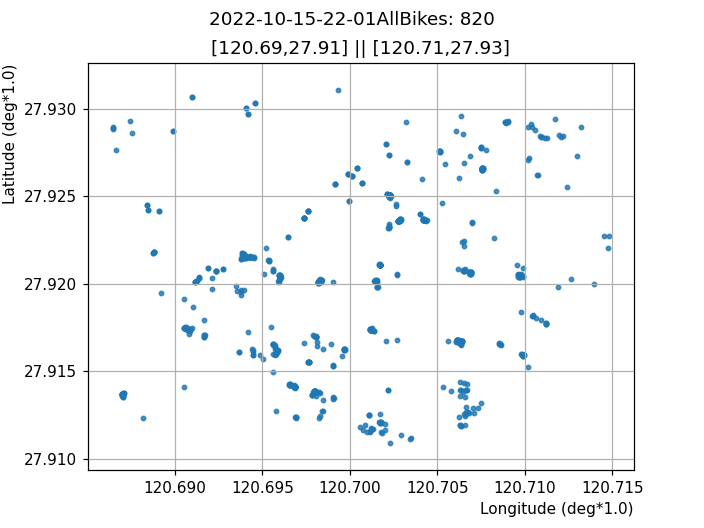 2022-10-15-22-01AllBikes: 820
[120.69,27.91] || [120.71,27.93]
Latitude (deg*1.0)
27.930
27.925
27.920
27.915
27.910
120.690 120.695 120.700 120.705 120.710 120.715
Longitude (deg*1.0)